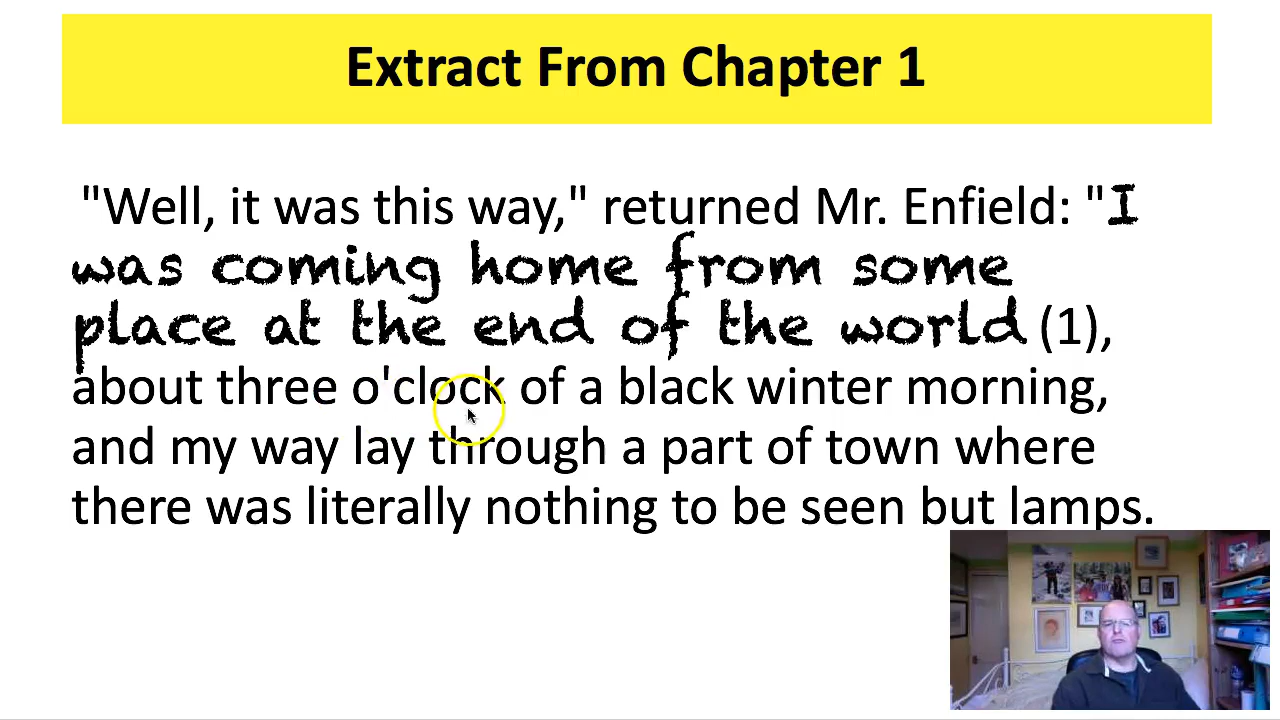 Extract From Chapter 1
"Well, it was this way," returned Mr. Enfield: "I
was coming home from some
place at the end of the world (1),
about three o'clock of a black winter morning,
and my way lay through a part of town where
there was literally nothing to be seen but lamps.